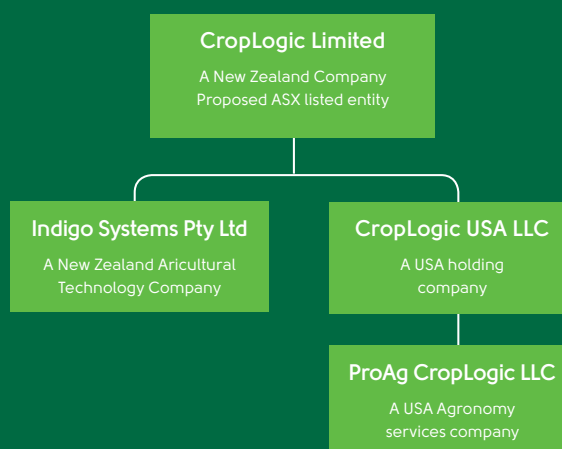 CropLogic Limited
A New Zealand Company
Proposed ASX listed entity
Indigo Systems Pty Ltd
A New Zealand Aricultural
Technology Company
CropLogic USA LLC
A USA holding
company
ProAg CropLogic LLC
A USA Agronomy
services company